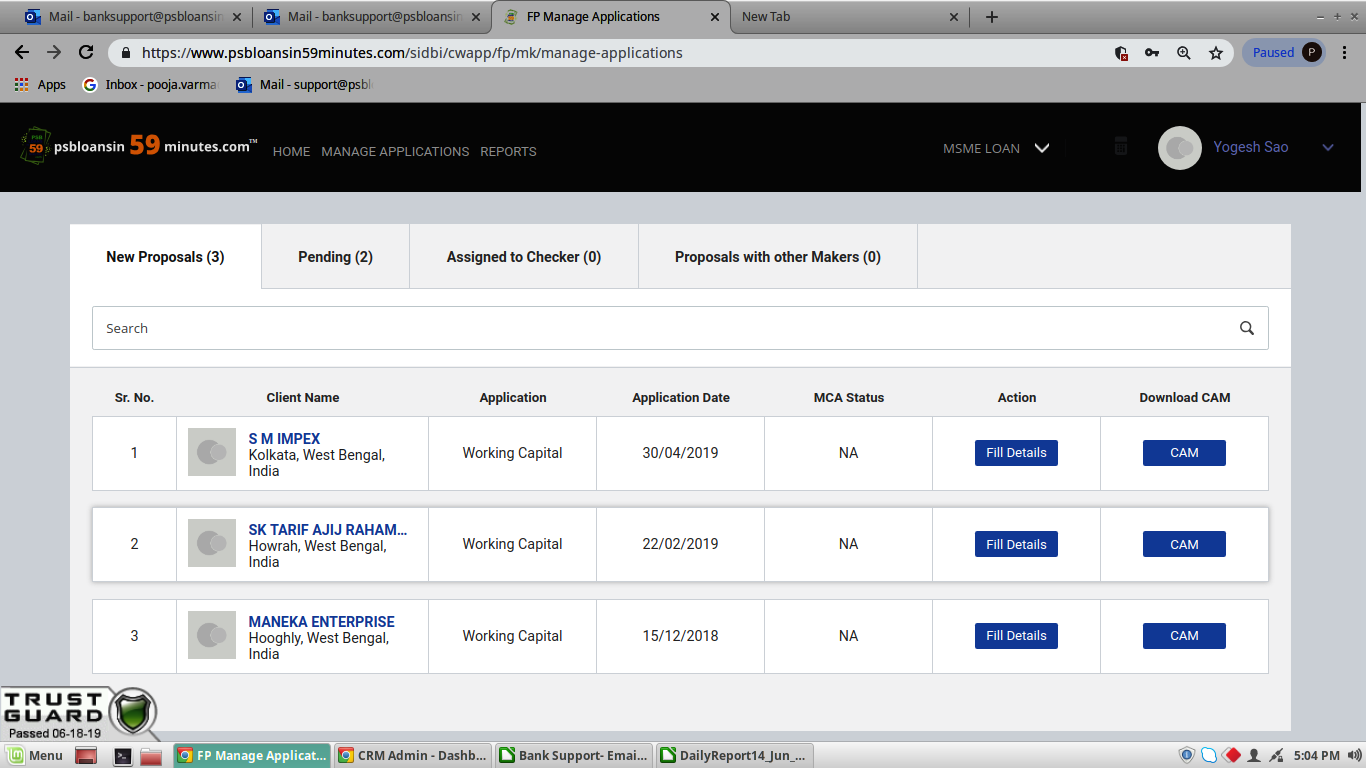 Mail - banksupport@psbloansin
Mail - banksupport@psbloansin
FP Manage Applications
New Tab
https://www.psbloansin59minutes.com/sidbi/cwapp/fp/mk/manage-applications
Paused
P
Apps
Inbox - pooja.varma
Mail - support@psbl
PSB
59
psbloansin 59 minutes.com™
HOME
MANAGE APPLICATIONS
REPORTS
MSME LOAN
Yogesh Sao
New Proposals (3)
Pending (2)
Assigned to Checker (0)
Proposals with other Makers (0)
Search
Sr. No.
Client Name
Application
Application Date
MCA Status
Action
Download CAM
1
S M IMPEX
Kolkata, West Bengal,
India
Working Capital
30/04/2019
NA
Fill Details
CAM
2
SK TARIF AJIJ RAHAM...
Howrah, West Bengal,
India
Working Capital
22/02/2019
NA
Fill Details
CAM
3
MANEKA ENTERPRISE
Hooghly, West Bengal,
India
Working Capital
15/12/2018
NA
Fill Details
CAM
TRUST
GUARD
Passed 06-18-19
Menu
FP Manage Applicat...
CRM Admin - Dashb...
Bank Support- Emai...
DailyReport14_Jun_...
5:04 PM